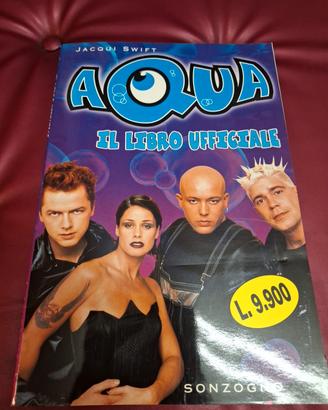 JACQUI SWIFT
AQUA
IL LIBRO UFFICIALE
L. 9.900
SONZOGNO